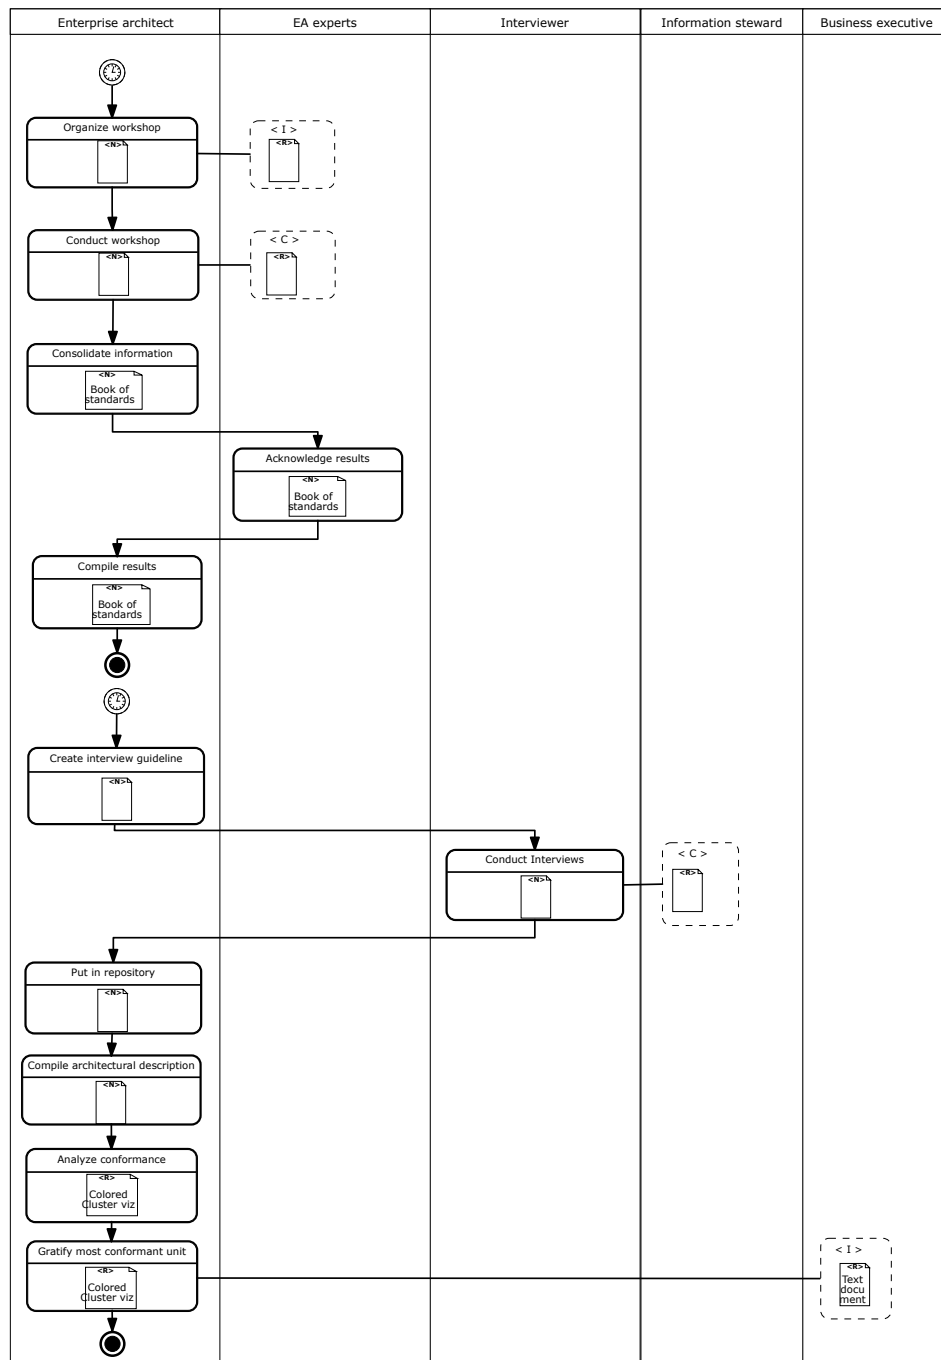 Enterprise architect
EA experts
Interviewer
Information steward
Business executive
Organize workshop
<N>
< I >
<R>
Conduct workshop
<N>
< C >
<R>
Consolidate information
<N>
Book of
standards
Acknowledge results
<N>
Book of
standards
Compile results
<N>
Book of
standards
Create interview guideline
<N>
Conduct Interviews
<N>
< C >
<R>
Put in repository
<N>
Compile architectural description
<N>
Analyze conformance
<R>
Colored
Cluster viz
Gratify most conformant unit
<R>
Colored
Cluster viz
< I >
<R>
Text
docu
ment